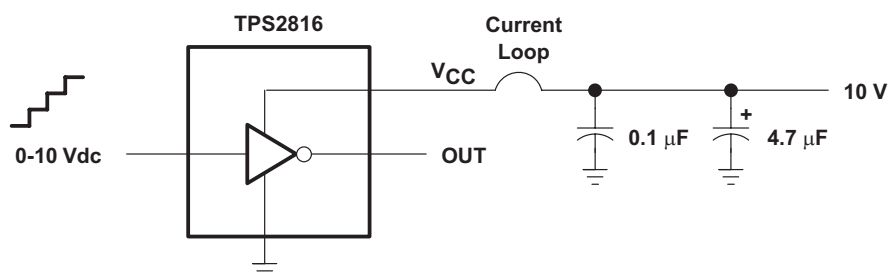 TPS2816
Current
Loop
VCC
10 V
0.1 μF
+
4.7 μF
0-10 Vdc
OUT